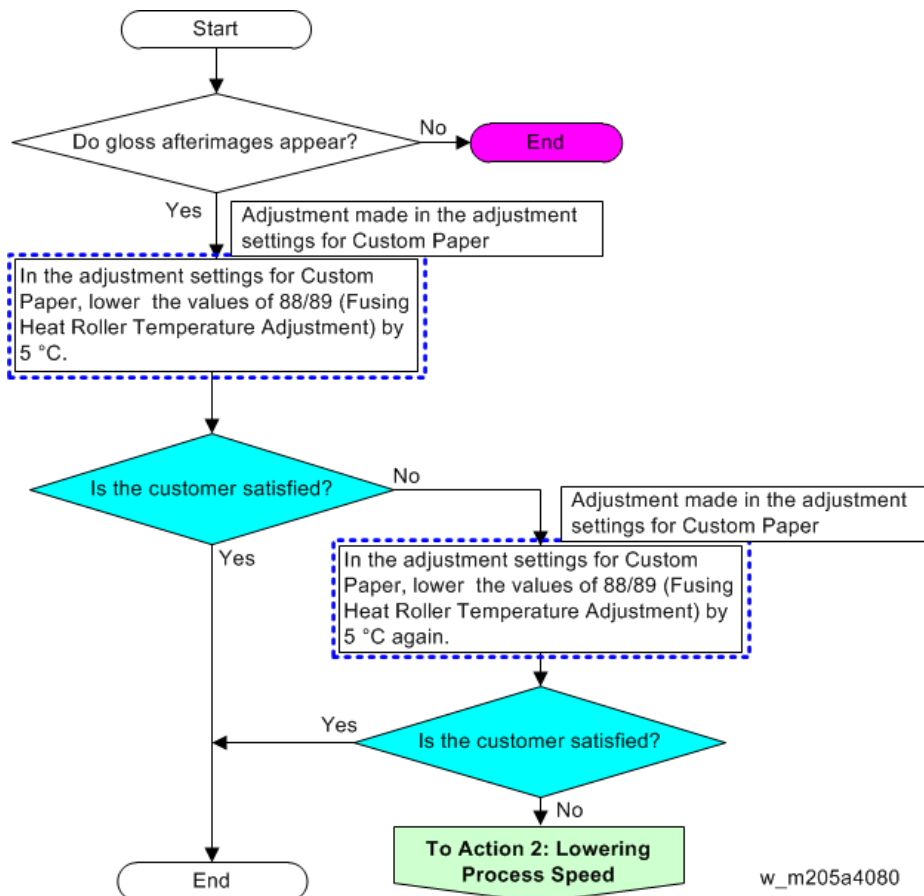 Start
Do gloss afterimages appear?
No
End
Yes
Adjustment made in the adjustment
settings for Custom Paper
In the adjustment settings for Custom
Paper, lower the values of 88/89 (Fusing
Heat Roller Temperature Adjustment) by
5 °C.
Is the customer satisfied?
No
Yes
Adjustment made in the adjustment
settings for Custom Paper
In the adjustment settings for Custom
Paper, lower the values of 88/89 (Fusing
Heat Roller Temperature Adjustment) by
5 °C again.
Yes
Is the customer satisfied?
No
To Action 2: Lowering
Process Speed
End
w_m205a4080